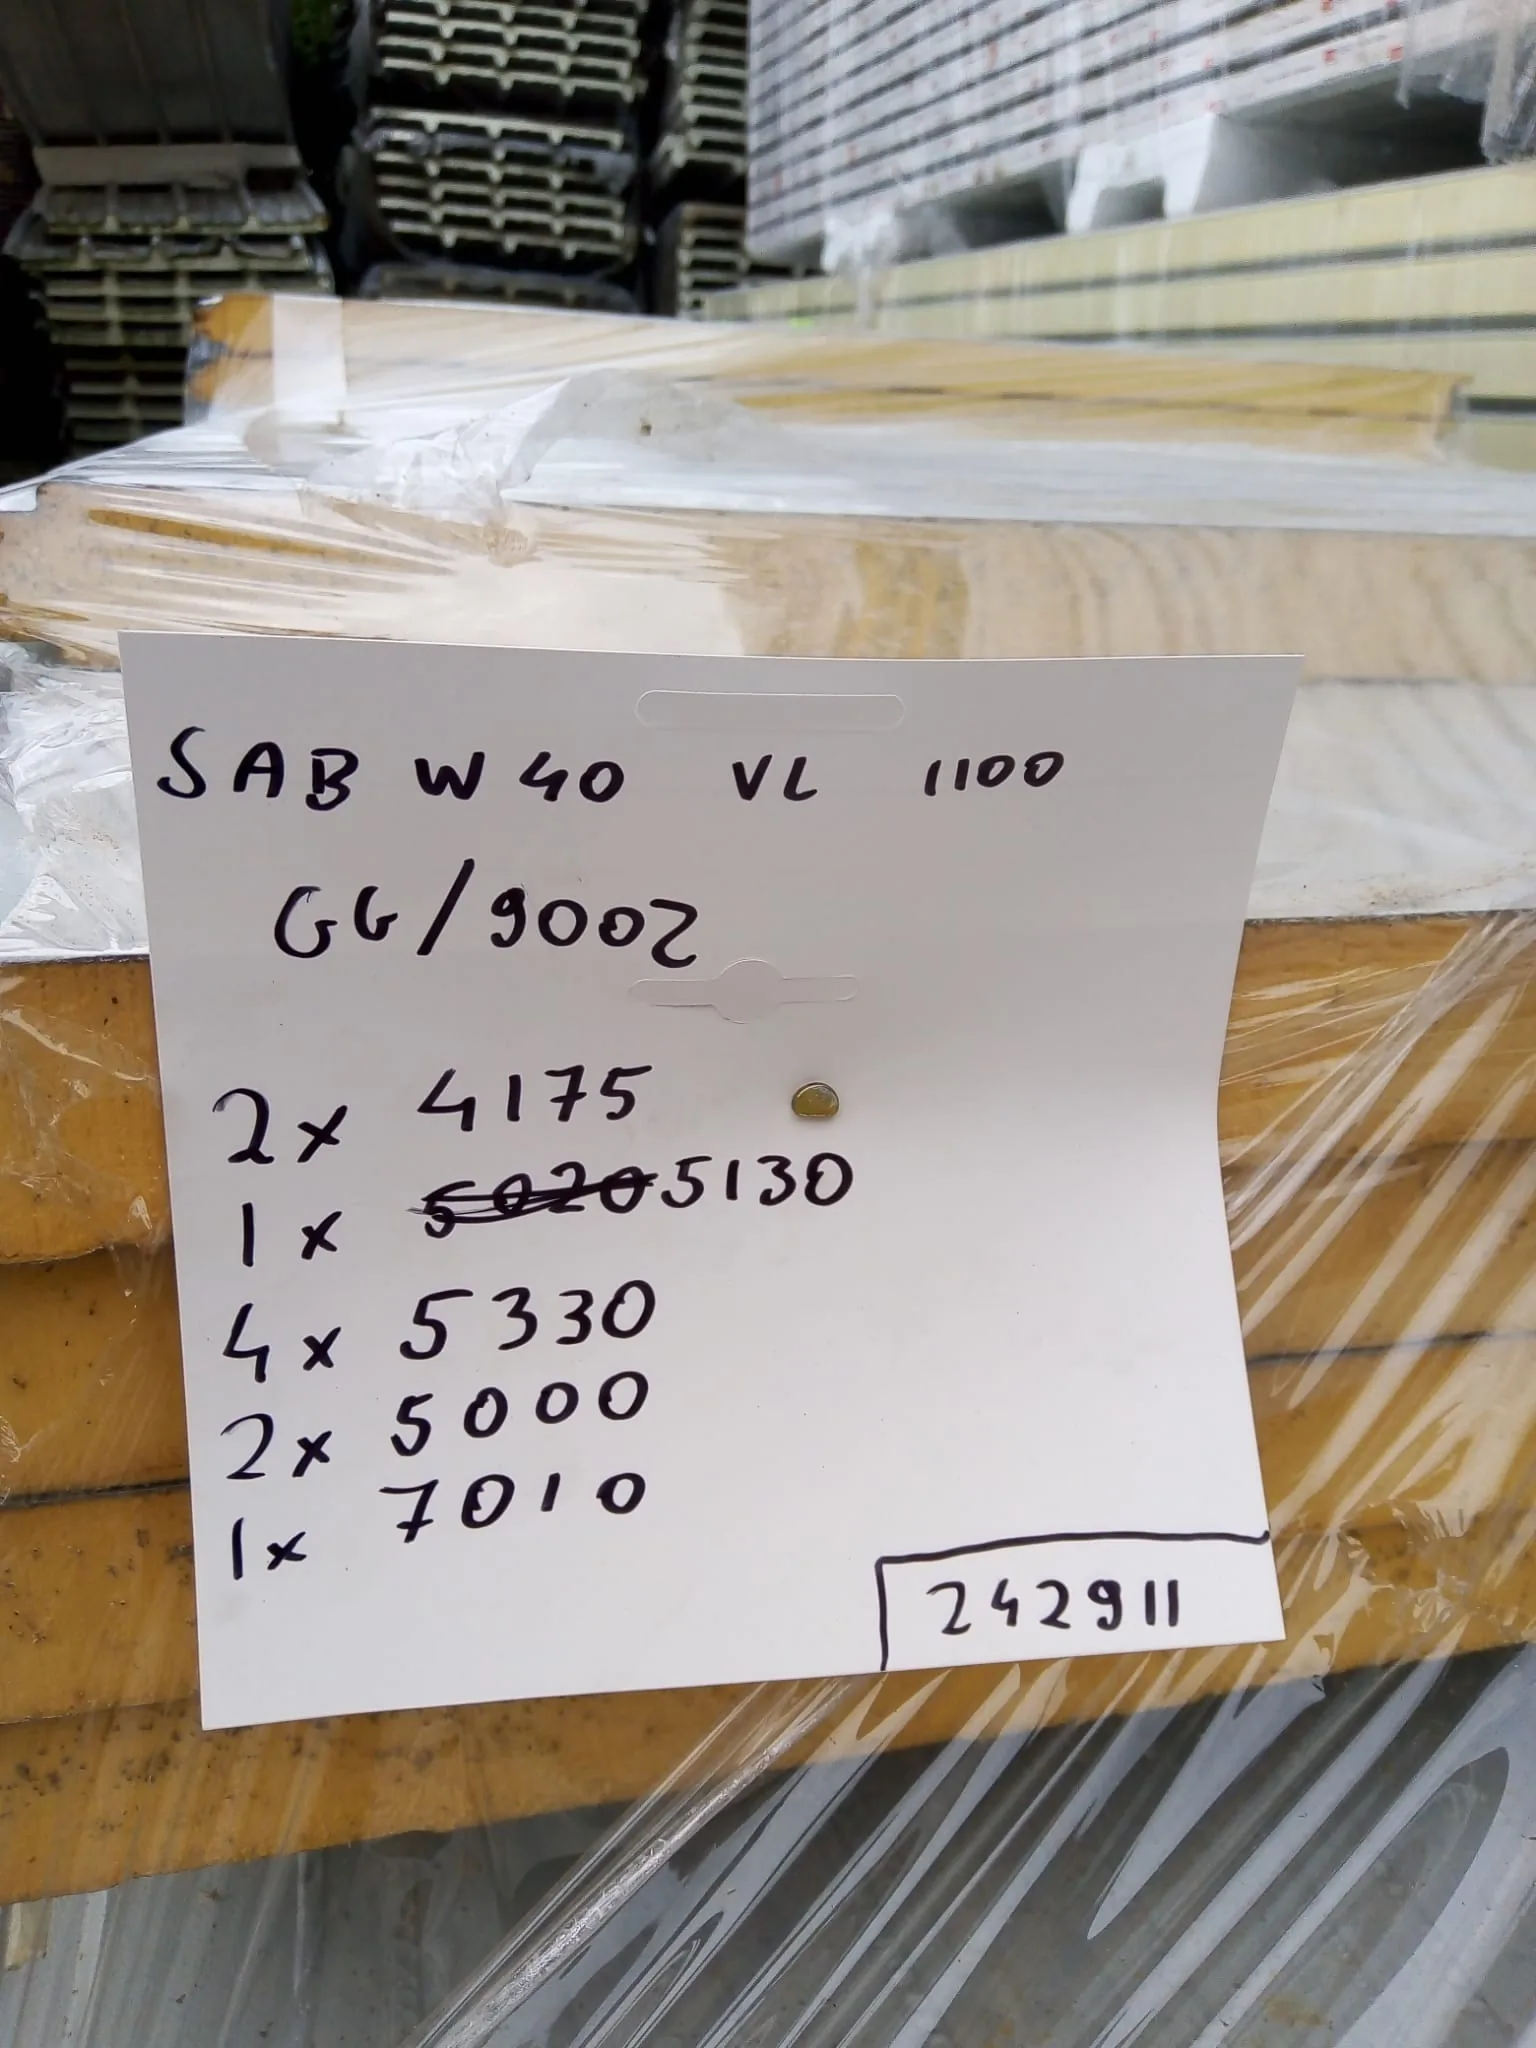 SAB W40 VL 1100
GG/9002
2x 4175
1x 5020 5130
4x 5330
2x 5000
1x 7010
242911